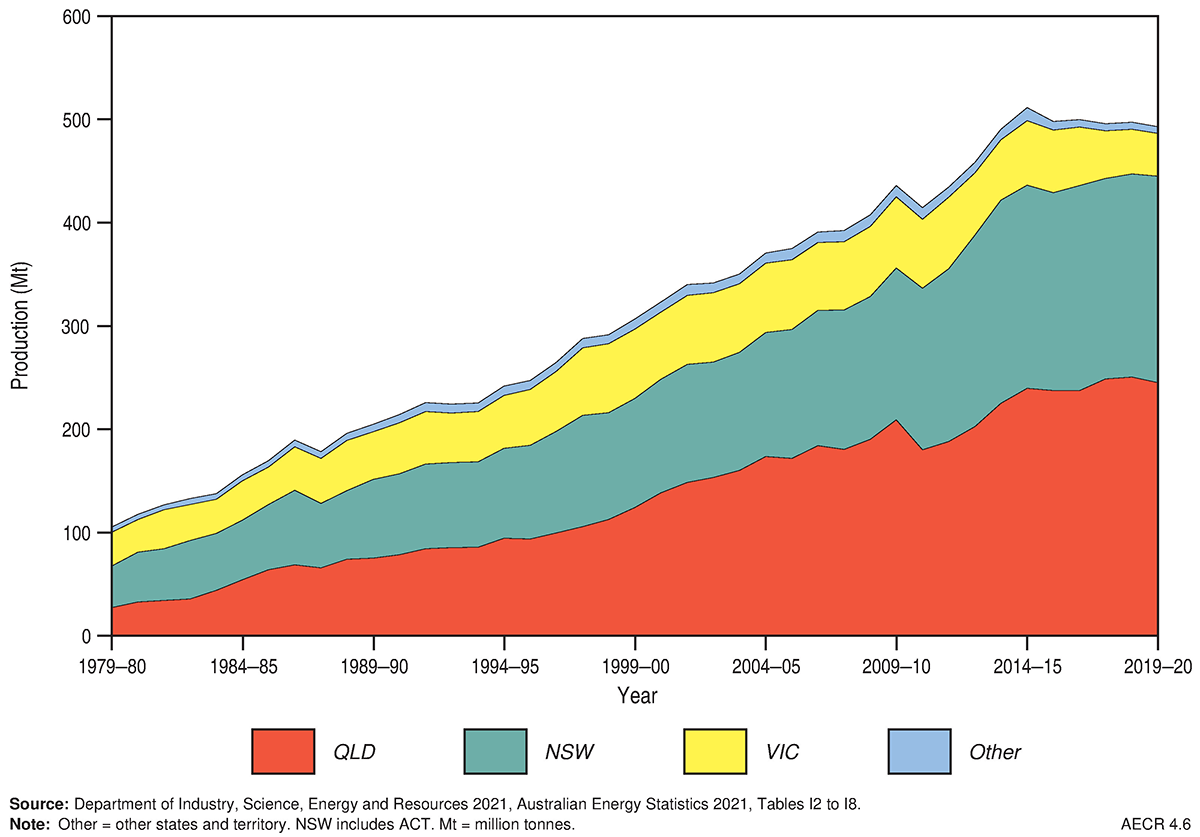 600
500
400
300
200
100
0
Production (Mt)
1979–80 1984–85 1989–90 1994–95 1999–00 2004–05 2009–10 2014–15 2019–20
Year
QLD NSW VIC Other
Source: Department of Industry, Science, Energy and Resources 2021, Australian Energy Statistics 2021, Tables I2 to I8.
Note: Other = other states and territory. NSW includes ACT. Mt = million tonnes. AECR 4.6